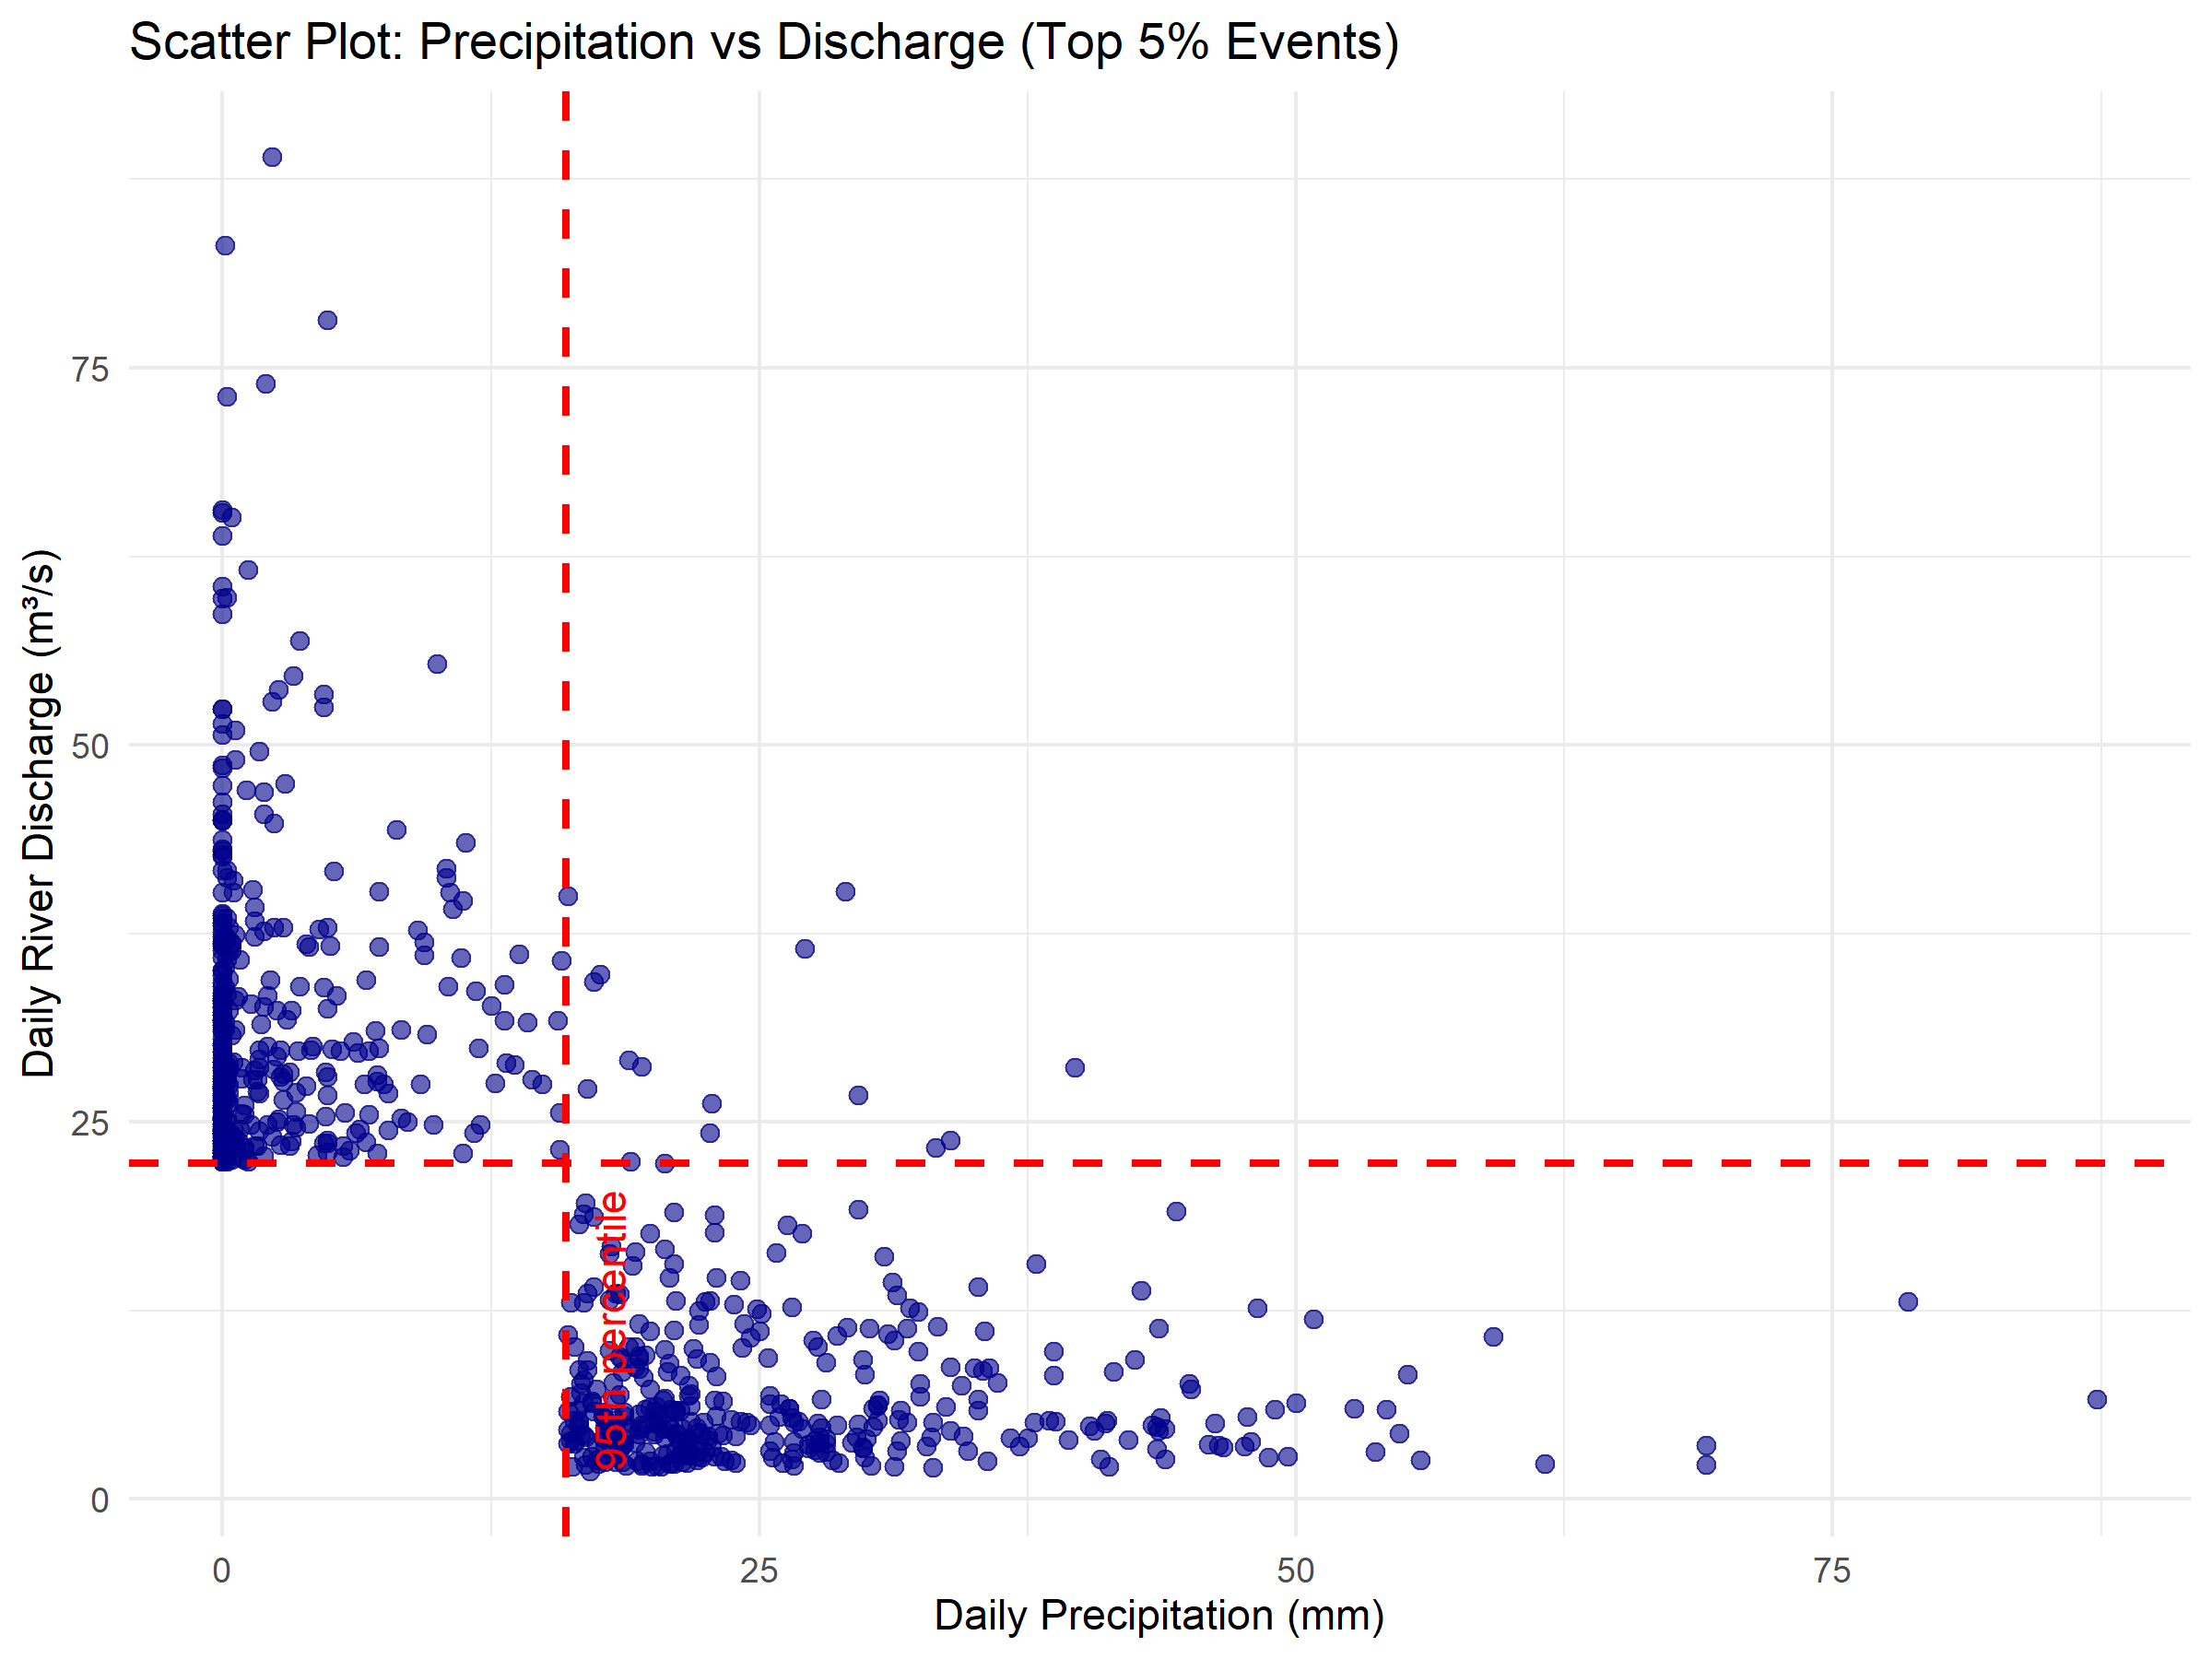 Scatter Plot: Precipitation vs Discharge (Top 5% Events)
Daily River Discharge (m³/s)
75
50
25
0
95th percentile
0
25
50
75
Daily Precipitation (mm)